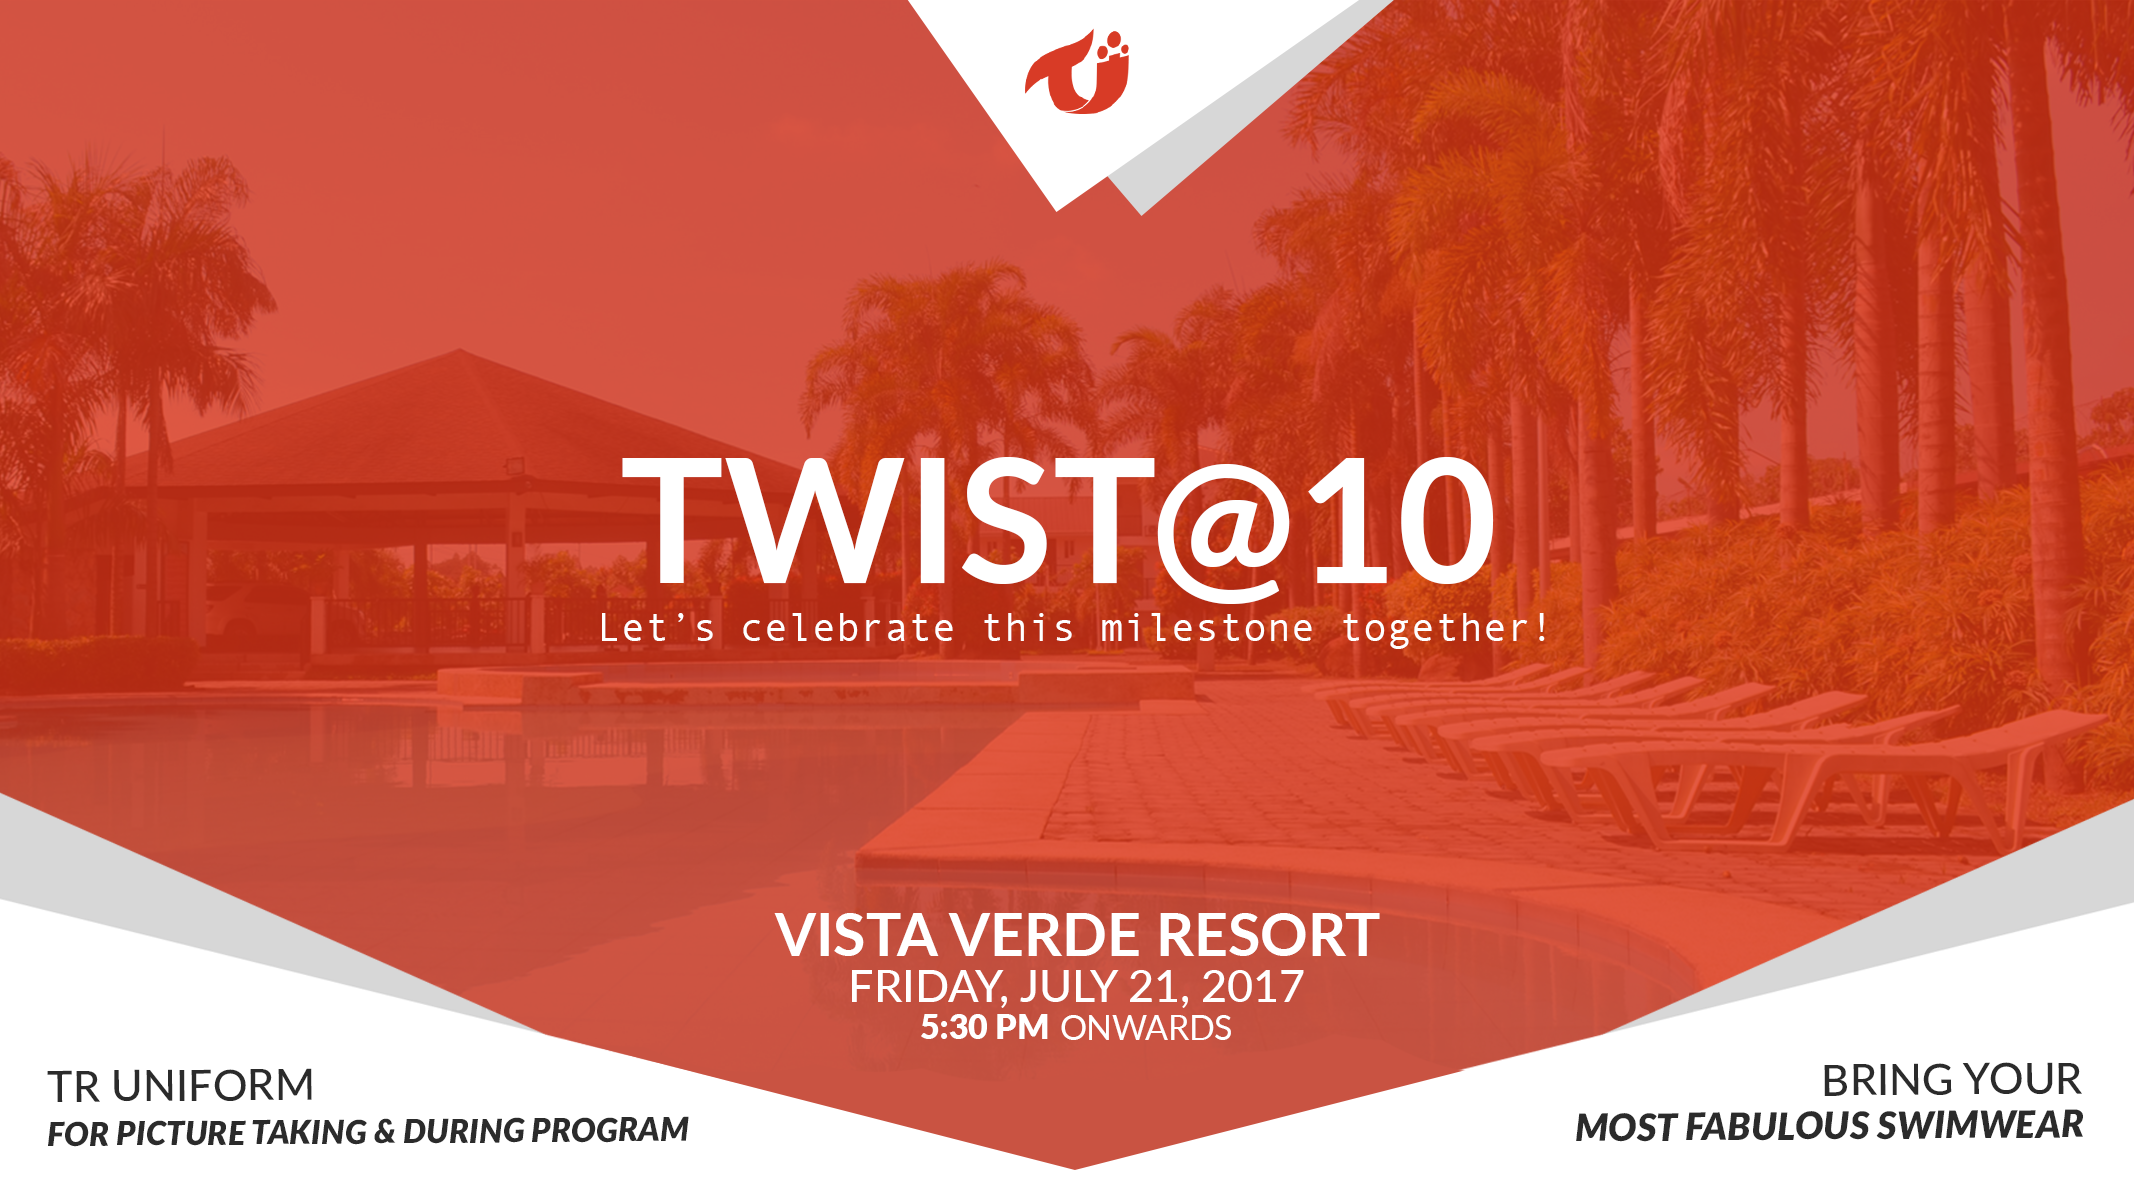 TWIST@10
Let’s celebrate this milestone together!
VISTA VERDE RESORT
FRIDAY, JULY 21, 2017
5:30 PM ONWARDS
TR UNIFORM
FOR PICTURE TAKING & DURING PROGRAM
BRING YOUR
MOST FABULOUS SWIMWEAR